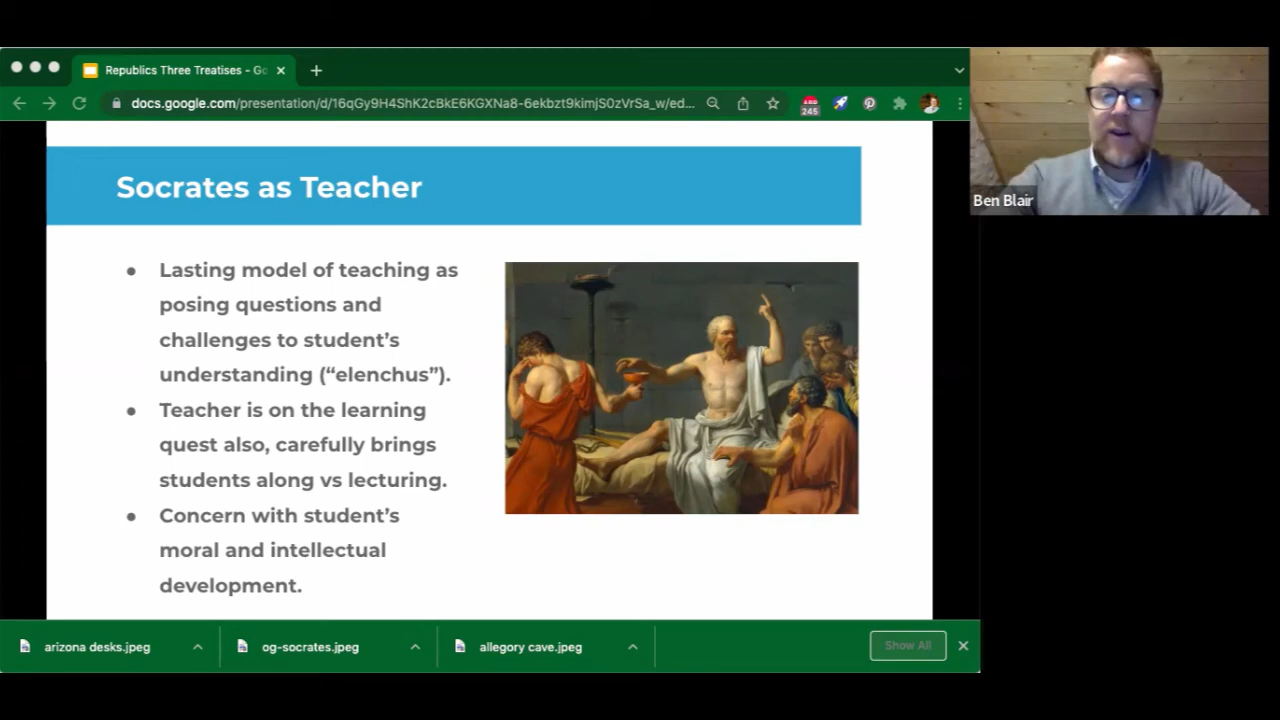 Republics Three Treatises - Go
docs.google.com/presentation/d/16qGy9H4ShK2cBkE6KGXNa8-6ekbzt9kimjS0zVrSa_w/ed...
245
Ben Blair
Socrates as Teacher
• Lasting model of teaching as
posing questions and
challenges to student's
understanding (“elenchus”).
• Teacher is on the learning
quest also, carefully brings
students along vs lecturing.
• Concern with student's
moral and intellectual
development.
arizona desks.jpeg
og-socrates.jpeg
allegory cave.jpeg
Show All